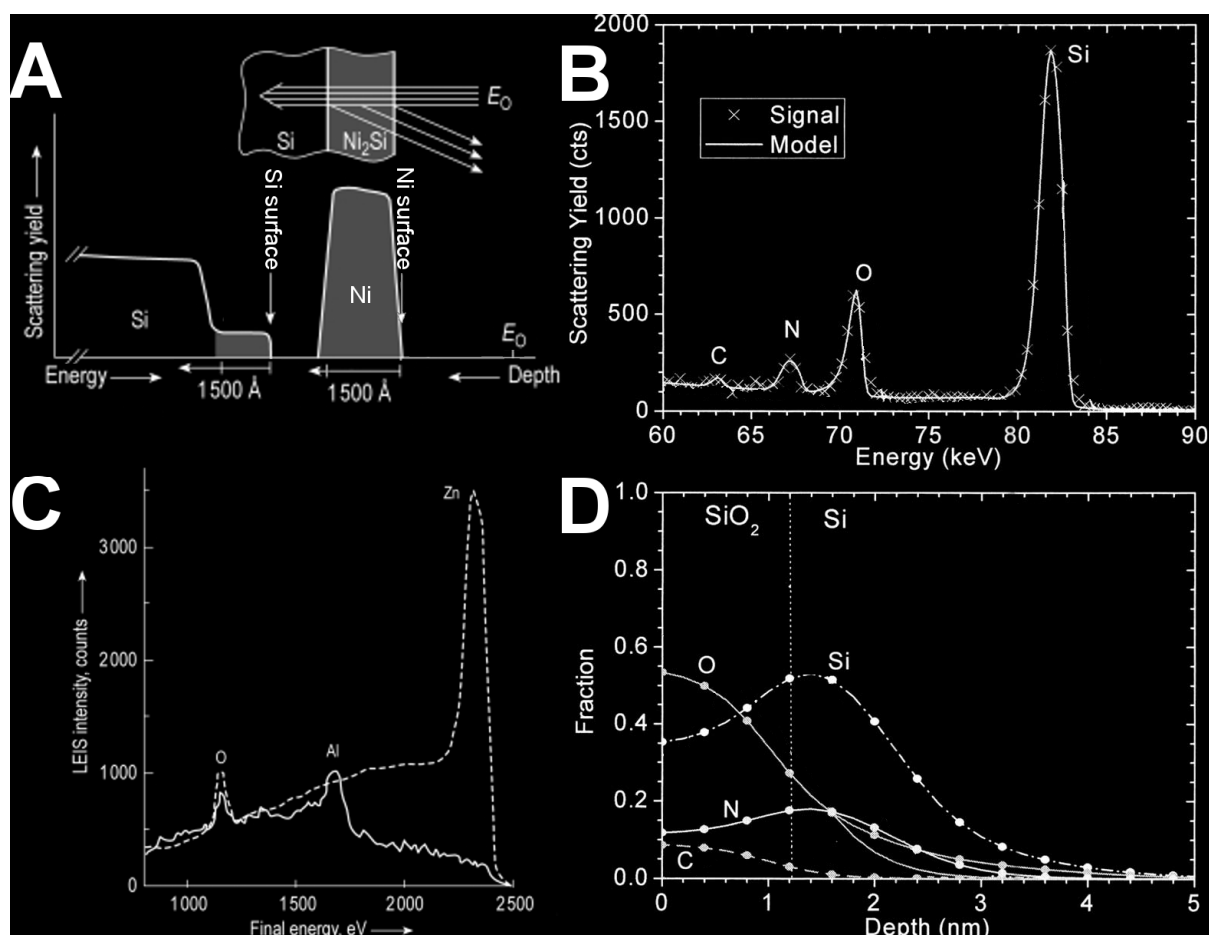 A
E_O
Si
Ni2Si
Scattering yield
Si surface
Ni surface
Si
Ni
E_O
Energy
1500 Å
1500 Å
Depth
B
2000
1500
1000
500
0
Scattering Yield (cts)
Signal
Model
C
N
O
Si
60 65 70 75 80 85 90
Energy (keV)
C
3000
2000
1000
0
LEIS intensity, counts
O
Al
Zn
1000 1500 2000 2500
Final energy, eV
D
1.0
0.8
0.6
0.4
0.2
0.0
Fraction
SiO2
Si
O
Si
N
C
0 1 2 3 4 5
Depth (nm)